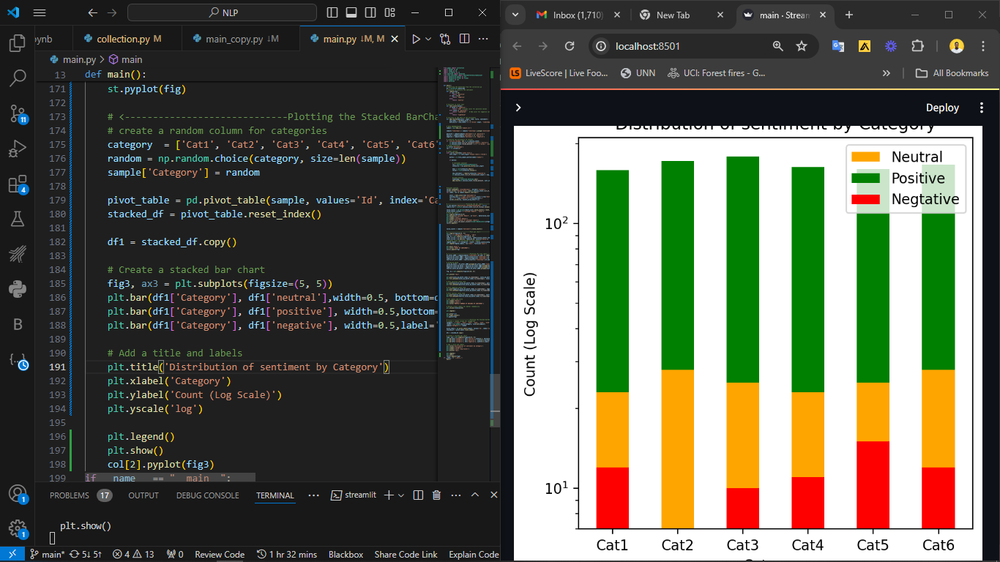 NLP
ynb
collection.py M
main_copy.py ↓M
main.py ↓M, M
main.py > main
13 def main():
171 st.pyplot(fig)
172
173 # <-----------------------------Plotting the Stacked BarCha
174 # create a random column for categories
175 category = ['Cat1', 'Cat2', 'Cat3', 'Cat4', 'Cat5', 'Cat6'
176 random = np.random.choice(category, size=len(sample))
177 sample['Category'] = random
178
179 pivot_table = pd.pivot_table(sample, values='Id', index='Ca
180 stacked_df = pivot_table.reset_index()
181
182 df1 = stacked_df.copy()
183
184 # Create a stacked bar chart
185 fig3, ax3 = plt.subplots(figsize=(5, 5))
186 plt.bar(df1['Category'], df1['neutral'],width=0.5, bottom=d
187 plt.bar(df1['Category'], df1['positive'], width=0.5,bottom=
188 plt.bar(df1['Category'], df1['negative'], width=0.5,label='
189
190 # Add a title and labels
191 plt.title('Distribution of sentiment by Category')
192 plt.xlabel('Category')
193 plt.ylabel('Count (Log Scale)')
194 plt.yscale('log')
195
196 plt.legend()
197 plt.show()
198 col[2].pyplot(fig3)
199 if __name__ == "__main__":
11
4
B
1
1
PROBLEMS 17 OUTPUT DEBUG CONSOLE TERMINAL streamlit
plt.show()
main* 5↓ 5↑ 4 13 0 Review Code 1 hr 32 mins Blackbox Share Code Link Explain Code
Inbox (1,710)
New Tab
main · Stream
localhost:8501
LS LiveScore | Live Foo...
UNN
UCI: Forest fires - G...
All Bookmarks
Deploy
Distribution of sentiment by Category
Neutral
Positive
Negtative
10²
Count (Log Scale)
10¹
Cat1 Cat2 Cat3 Cat4 Cat5 Cat6